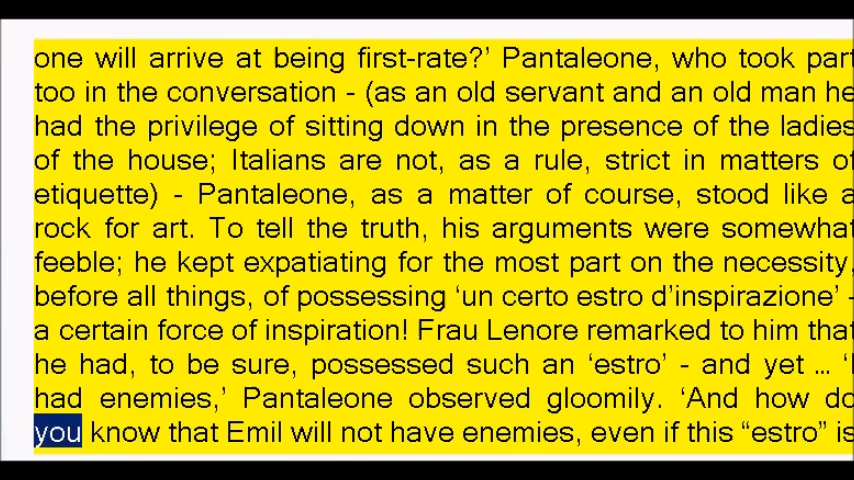 one will arrive at being first-rate?’ Pantaleone, who took part
too in the conversation - (as an old servant and an old man he
had the privilege of sitting down in the presence of the ladies
of the house; Italians are not, as a rule, strict in matters of
etiquette) - Pantaleone, as a matter of course, stood like a
rock for art. To tell the truth, his arguments were somewhat
feeble; he kept expatiating for the most part on the necessity,
before all things, of possessing ‘un certo estro d’inspirazione’ -
a certain force of inspiration! Frau Lenore remarked to him that
he had, to be sure, possessed such an ‘estro’ - and yet ... ‘I
had enemies,’ Pantaleone observed gloomily. ‘And how do
you know that Emil will not have enemies, even if this “estro” is